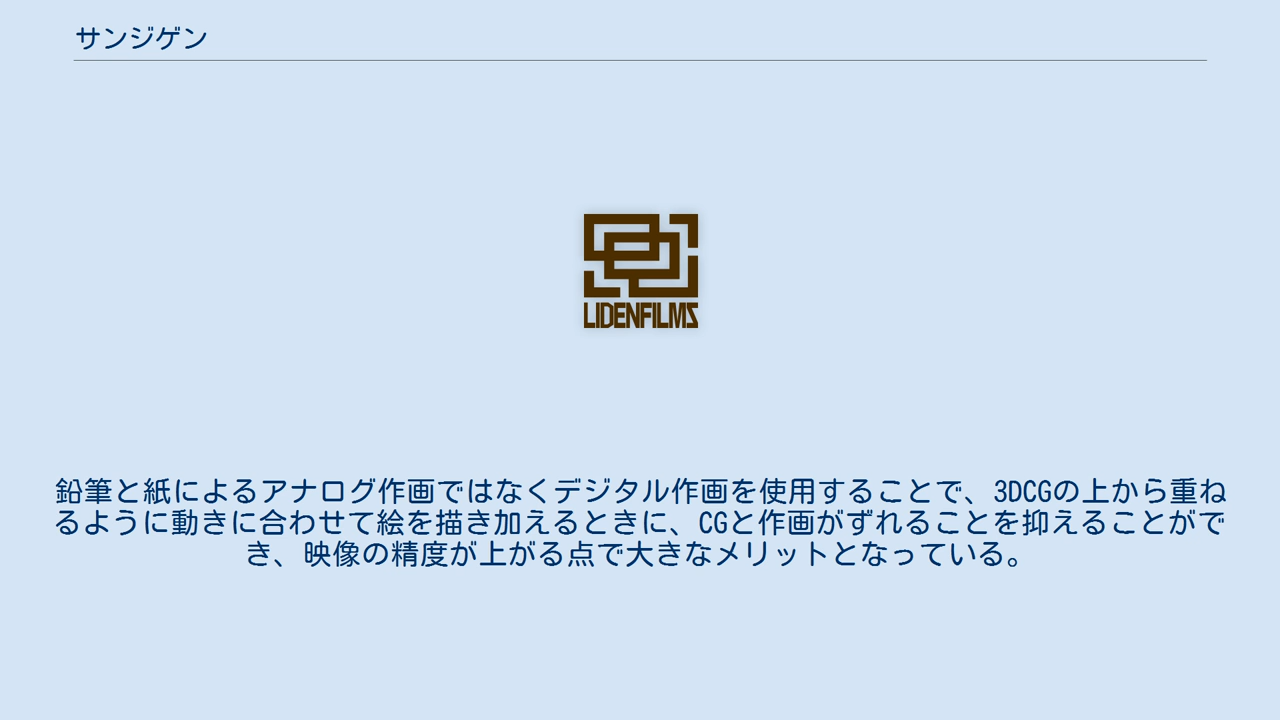 サンジゲン
LIDENFILMS
鉛筆と紙によるアナログ作画ではなくデジタル作画を使用することで、3DCGの上から重ね
るように動きに合わせて絵を描き加えるときに、CGと作画がずれることを抑えることがで
き、映像の精度が上がる点で大きなメリットとなっている。